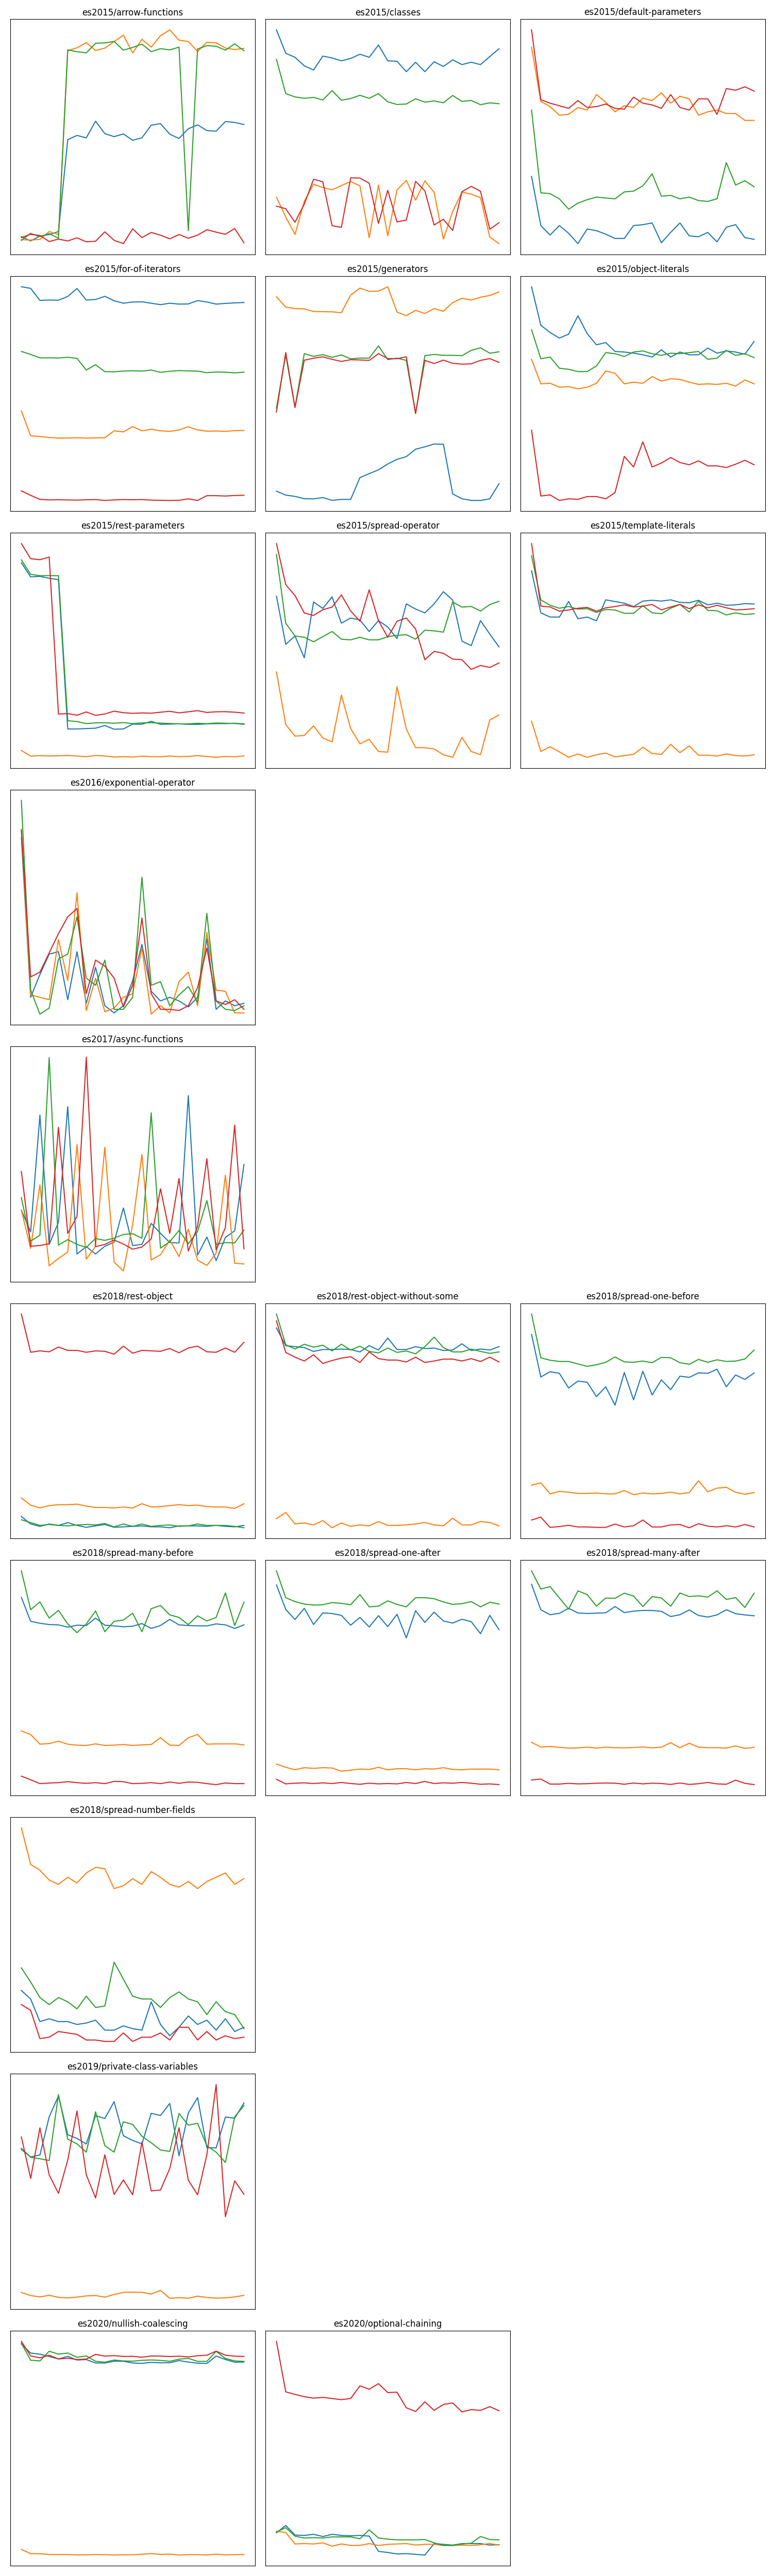 es2015/arrow-functions
es2015/classes
es2015/default-parameters
es2015/for-of-iterators
es2015/generators
es2015/object-literals
es2015/rest-parameters
es2015/spread-operator
es2015/template-literals
es2016/exponential-operator
es2017/async-functions
es2018/rest-object
es2018/rest-object-without-some
es2018/spread-one-before
es2018/spread-many-before
es2018/spread-one-after
es2018/spread-many-after
es2018/spread-number-fields
es2019/private-class-variables
es2020/nullish-coalescing
es2020/optional-chaining